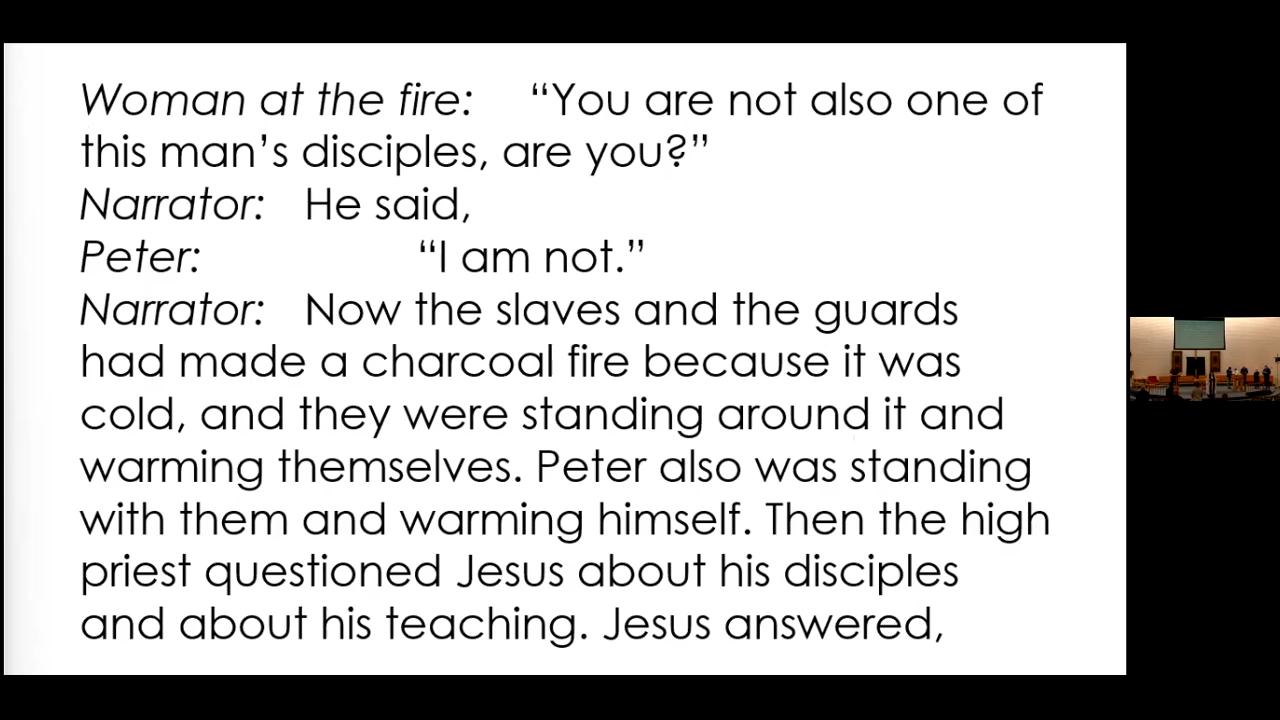 Woman at the fire: “You are not also one of
this man’s disciples, are you?”
Narrator: He said,
Peter: “I am not.”
Narrator: Now the slaves and the guards
had made a charcoal fire because it was
cold, and they were standing around it and
warming themselves. Peter also was standing
with them and warming himself. Then the high
priest questioned Jesus about his disciples
and about his teaching. Jesus answered,